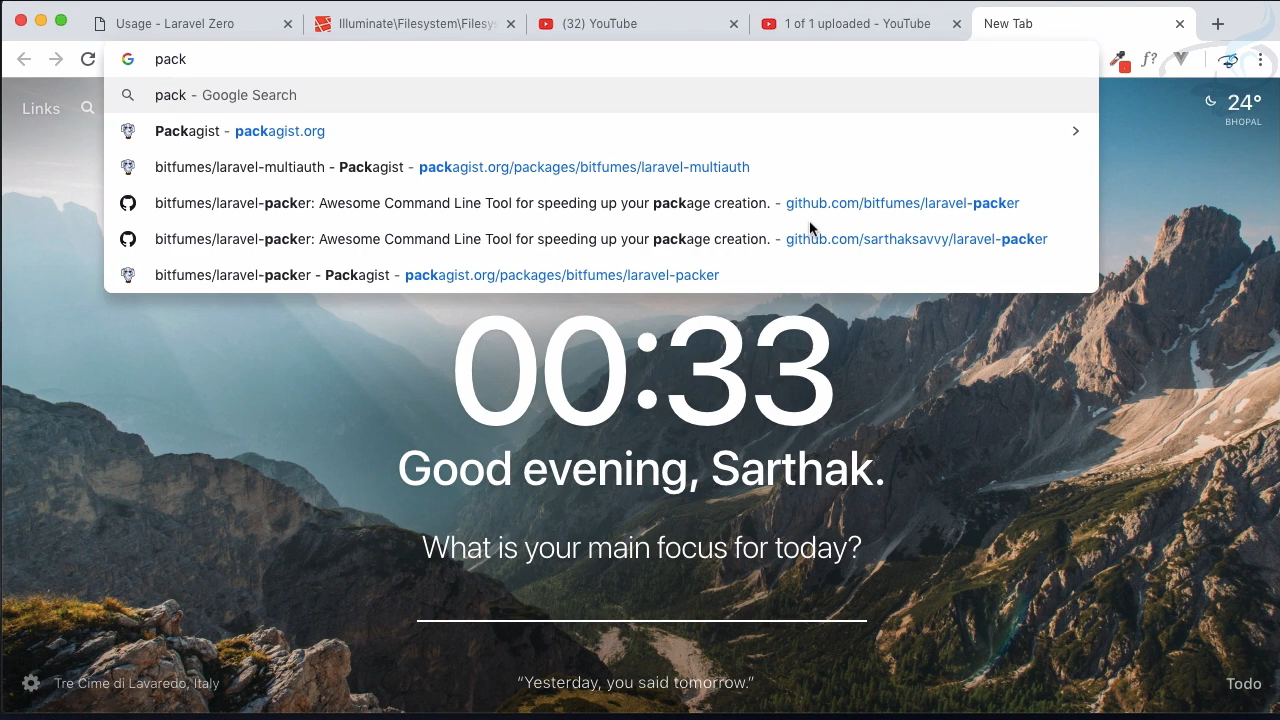 Usage - Laravel Zero
Illuminate\Filesystem\Filesy
(32) YouTube
1 of 1 uploaded - YouTube
New Tab
pack
f?
pack - Google Search
Packagist - packagist.org
bitfumes/laravel-multiauth - Packagist - packagist.org/packages/bitfumes/laravel-multiauth
bitfumes/laravel-packer: Awesome Command Line Tool for speeding up your package creation. - github.com/bitfumes/laravel-packer
bitfumes/laravel-packer: Awesome Command Line Tool for speeding up your package creation. - github.com/sarthaksavvy/laravel-packer
bitfumes/laravel-packer - Packagist - packagist.org/packages/bitfumes/laravel-packer
Links
24°
BHOPAL
00:33
Good evening, Sarthak.
What is your main focus for today?
Tre Cime di Lavaredo, Italy
“Yesterday, you said tomorrow.”
Todo